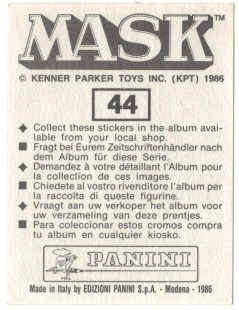 MASK™
© KENNER PARKER TOYS INC. (KPT) 1986
44
◆ Collect these stickers in the album avai-
lable from your local shop.
■ Fragt bei Eurem Zeitschriftenhändler nach
dem Album für diese Serie.
◆ Demandez à votre détaillant l'Album pour
la collection de ces images.
■ Chiedete al vostro rivenditore l'album per
la raccolta di queste figurine.
◆ Vraagt aan uw verkoper het album voor
uw verzameling van deze prentjes.
■ Para coleccionar estos cromos compra
tu album en cualquier kiosko.
PANINI
Made in Italy by EDIZIONI PANINI S.p.A. - Modena - 1986